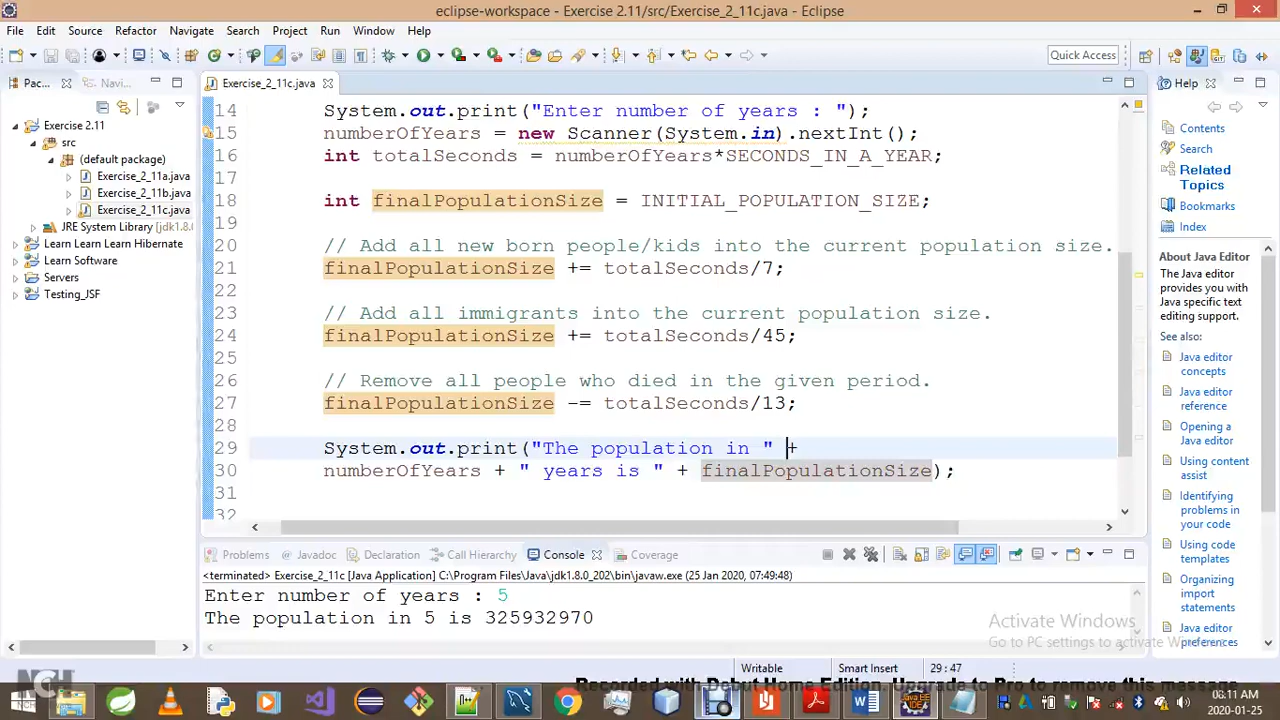 eclipse-workspace - Exercise 2.11/src/Exercise_2_11c.java - Eclipse
File Edit Source Refactor Navigate Search Project Run Window Help
Quick Access
Pac... Navi...
Exercise 2.11
src
(default package)
Exercise_2_11a.java
Exercise_2_11b.java
Exercise_2_11c.java
JRE System Library [jdk1.8.0
Learn Learn Learn Hibernate
Learn Software
Servers
Testing_JSF
Exercise_2_11c.java
14 System.out.print("Enter number of years : ");
15 numberOfYears = new Scanner(System.in).nextInt();
16 int totalSeconds = numberOfYears*SECONDS_IN_A_YEAR;
17
18 int finalPopulationSize = INITIAL_POPULATION_SIZE;
19
20 // Add all new born people/kids into the current population size.
21 finalPopulationSize += totalSeconds/7;
22
23 // Add all immigrants into the current population size.
24 finalPopulationSize += totalSeconds/45;
25
26 // Remove all people who died in the given period.
27 finalPopulationSize -= totalSeconds/13;
28
29 System.out.print("The population in " +
30 numberOfYears + " years is " + finalPopulationSize);
31
32
Help
Contents
Search
Related
Topics
Bookmarks
Index
About Java Editor
The Java editor
provides you with
Java specific text
editing support.
See also:
Java editor
concepts
Java editor
reference
Opening a
Java editor
Using content
assist
Identifying
problems in
your code
Using code
templates
Organizing
import
statements
Java editor
preferences
Problems Javadoc Declaration Call Hierarchy Console Coverage
<terminated> Exercise_2_11c [Java Application] C:\Program Files\Java\jdk1.8.0_202\bin\javaw.exe (25 Jan 2020, 07:49:48)
Enter number of years : 5
The population in 5 is 325932970
Activate Windows
Go to PC settings to activate Windows.
Writable Smart Insert 29 : 47
NCH
Recorded with Debut Home Edition. Upgrade to Pro to remove this message
08:11 AM
2020-01-25